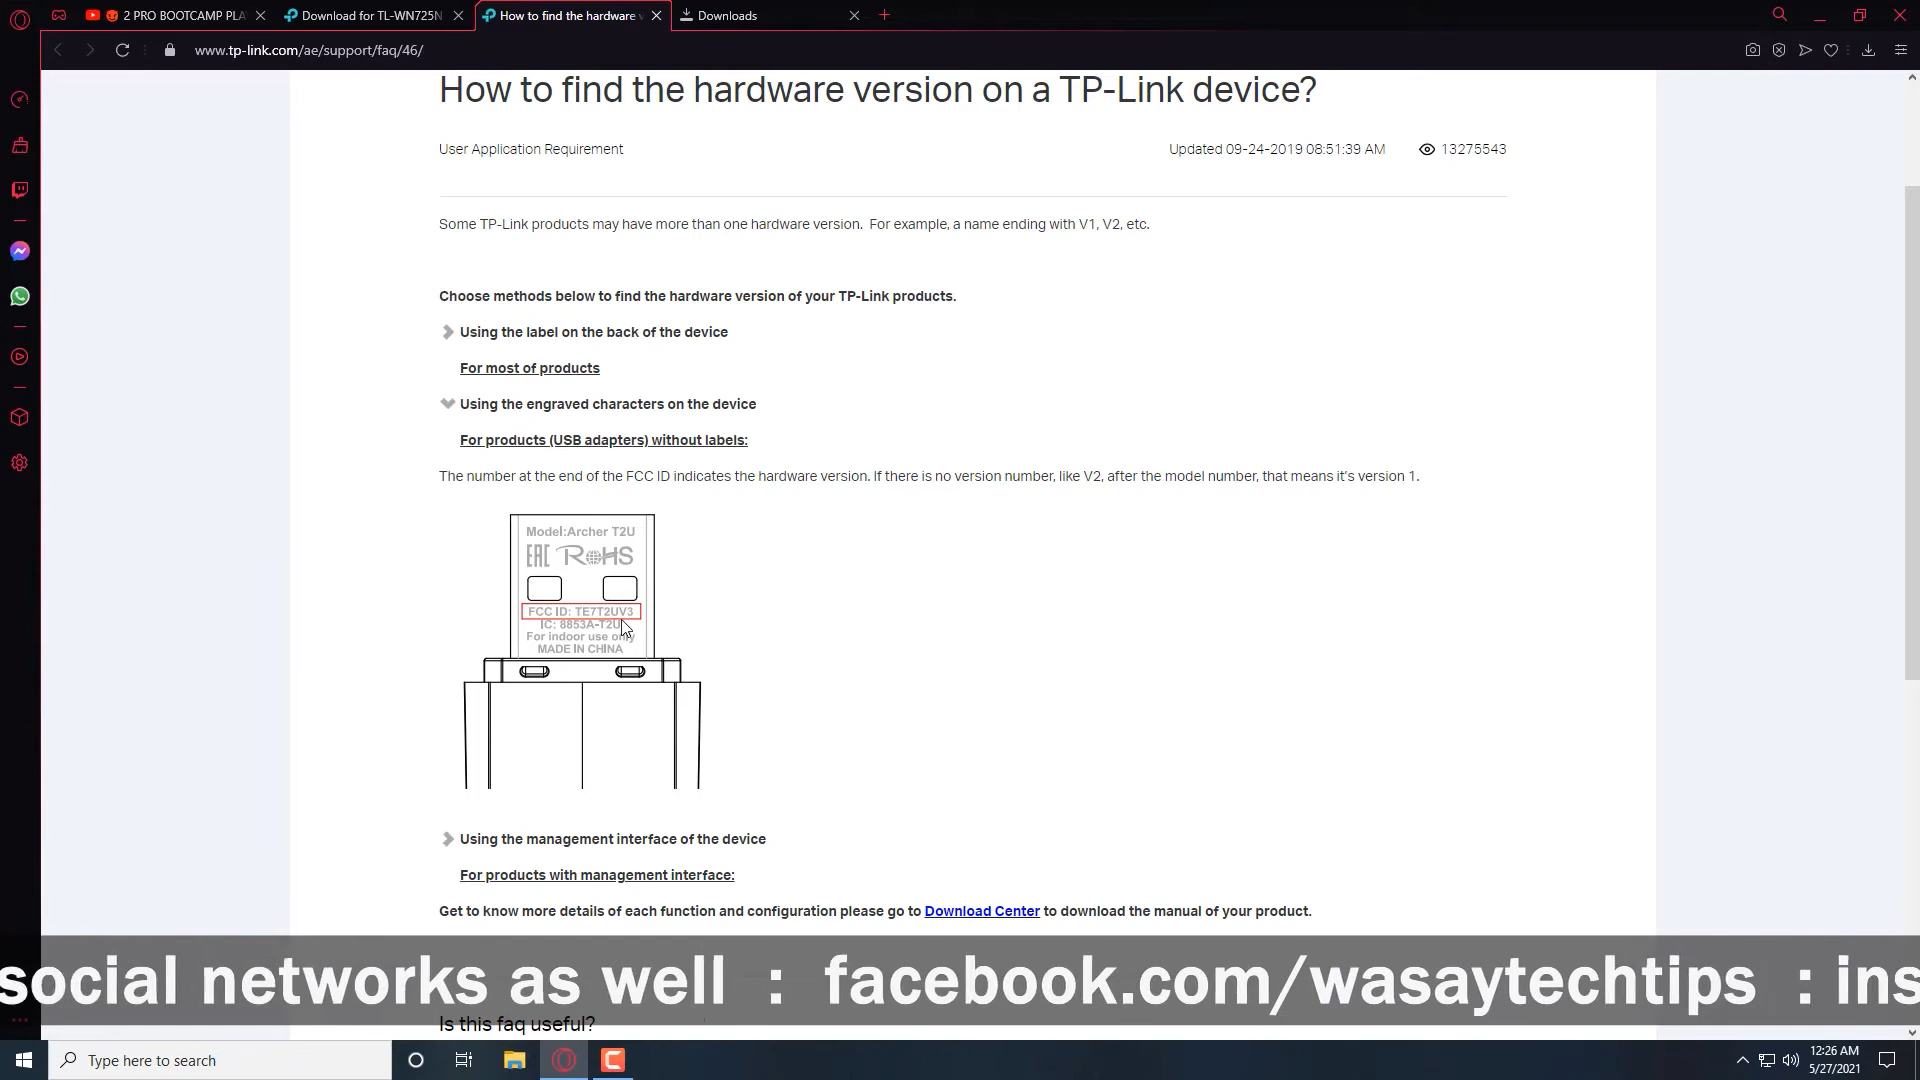 2 PRO BOOTCAMP PLA
Download for TL-WN725N
How to find the hardware v
Downloads
www.tp-link.com/ae/support/faq/46/
How to find the hardware version on a TP-Link device?
User Application Requirement
Updated 09-24-2019 08:51:39 AM
13275543
Some TP-Link products may have more than one hardware version. For example, a name ending with V1, V2, etc.
Choose methods below to find the hardware version of your TP-Link products.
Using the label on the back of the device
For most of products
Using the engraved characters on the device
For products (USB adapters) without labels:
The number at the end of the FCC ID indicates the hardware version. If there is no version number, like V2, after the model number, that means it's version 1.
Model:Archer T2U
EAC RoHS
FCC ID: TE7T2UV3
IC: 8853A-T2U
For indoor use only
MADE IN CHINA
Using the management interface of the device
For products with management interface:
Get to know more details of each function and configuration please go to Download Center to download the manual of your product.
social networks as well : facebook.com/wasaytechtips : ins
Is this faq useful?
Type here to search
12:26 AM
5/27/2021